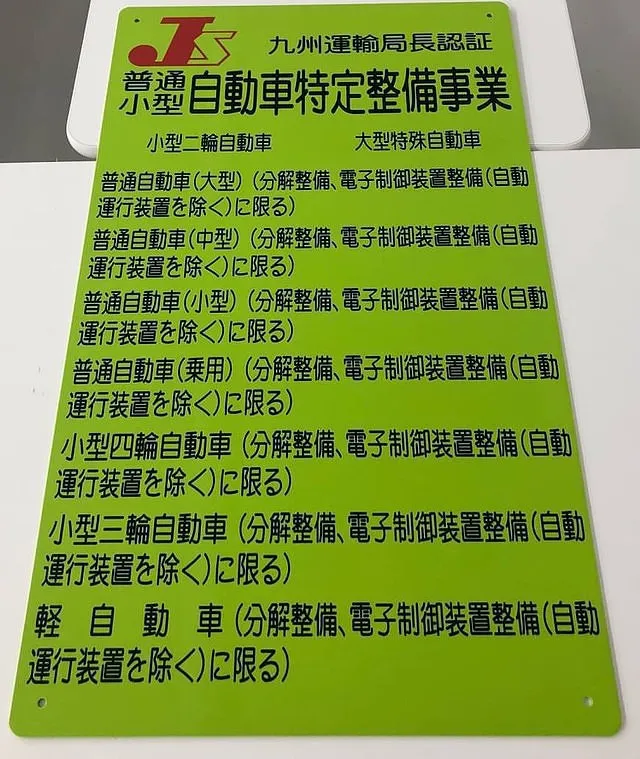 JS 九州運輸局長認証
普通
小型 自動車特定整備事業
小型二輪自動車 大型特殊自動車
普通自動車(大型)(分解整備、電子制御装置整備(自動
運行装置を除く)に限る)
普通自動車(中型)(分解整備、電子制御装置整備(自動
運行装置を除く)に限る)
普通自動車(小型)(分解整備、電子制御装置整備(自動
運行装置を除く)に限る)
普通自動車(乗用)(分解整備、電子制御装置整備(自動
運行装置を除く)に限る)
小型四輪自動車(分解整備、電子制御装置整備(自動
運行装置を除く)に限る)
小型三輪自動車(分解整備、電子制御装置整備(自動
運行装置を除く)に限る)
軽自動車(分解整備、電子制御装置整備(自動
運行装置を除く)に限る)